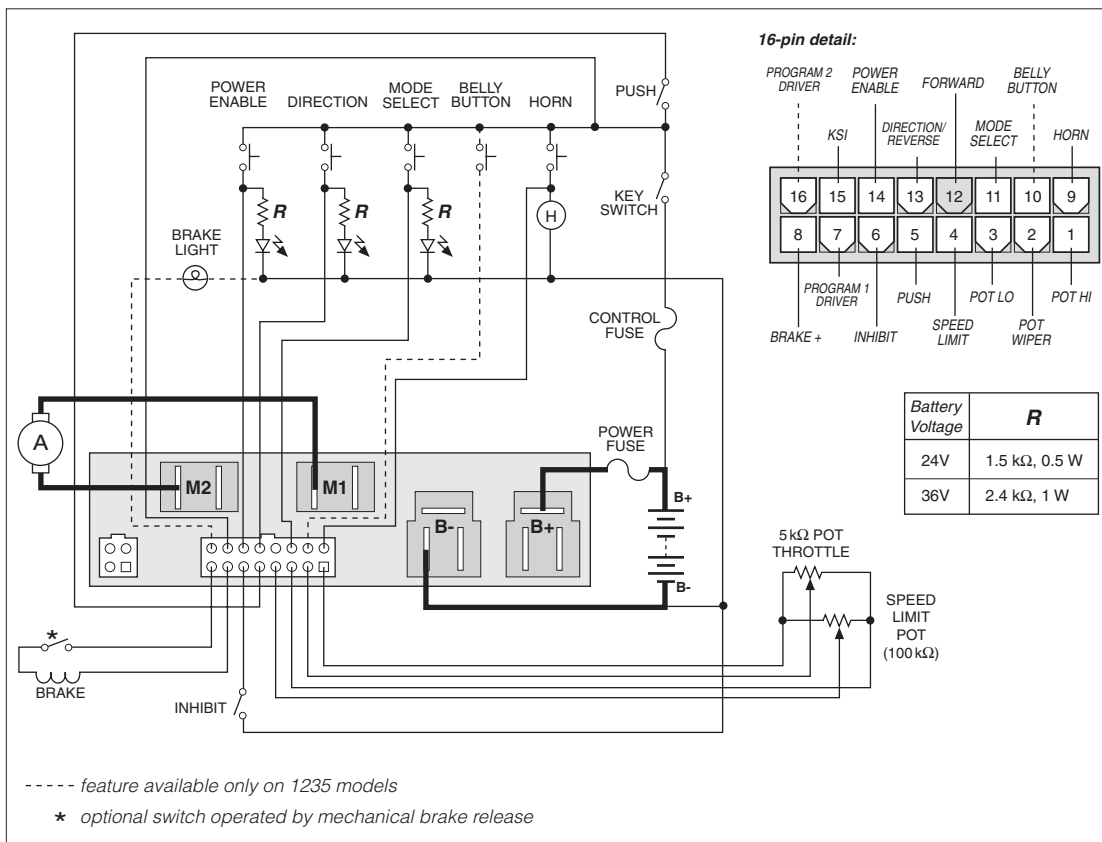 16-pin detail:
PROGRAM 2
DRIVER
POWER
ENABLE
FORWARD
BELLY
BUTTON
KSI
DIRECTION/
REVERSE
MODE
SELECT
HORN
16 15 14 13 12 11 10 9
8 7 6 5 4 3 2 1
PROGRAM 1
DRIVER
PUSH
POT LO
POT HI
BRAKE +
INHIBIT
SPEED
LIMIT
POT
WIPER
POWER
ENABLE
DIRECTION
MODE
SELECT
BELLY
BUTTON
HORN
PUSH
KEY
SWITCH
R
R
R
H
BRAKE
LIGHT
CONTROL
FUSE
Battery
Voltage
R
24V
1.5 kΩ, 0.5 W
36V
2.4 kΩ, 1 W
A
POWER
FUSE
M2
M1
B-
B+
B+
B-
5 kΩ POT
THROTTLE
SPEED
LIMIT
POT
(100 kΩ)
*
BRAKE
INHIBIT
----- feature available only on 1235 models
* optional switch operated by mechanical brake release